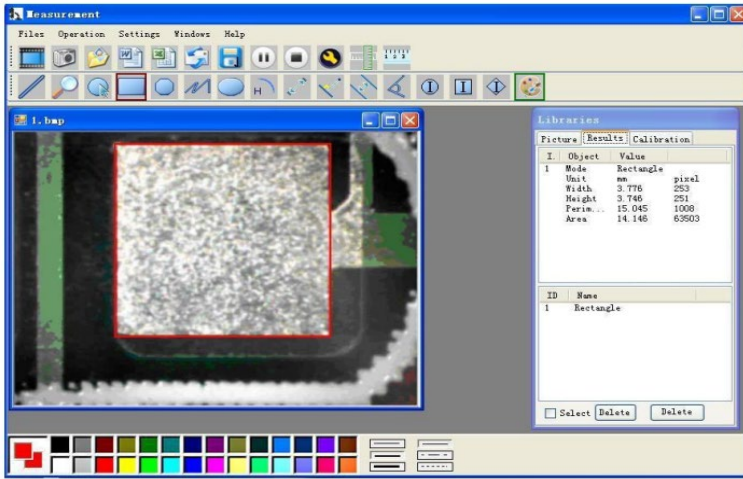 Measurement
Files Operation Settings Windows Help
1.bmp
Libraries
Picture Results Calibration
I. Object Value
1 Mode Rectangle
Unit mm pixel
Width 3.776 253
Height 3.746 251
Perim... 15.045 1008
Area 14.146 63503
ID Name
1 Rectangle
Select Delete Delete